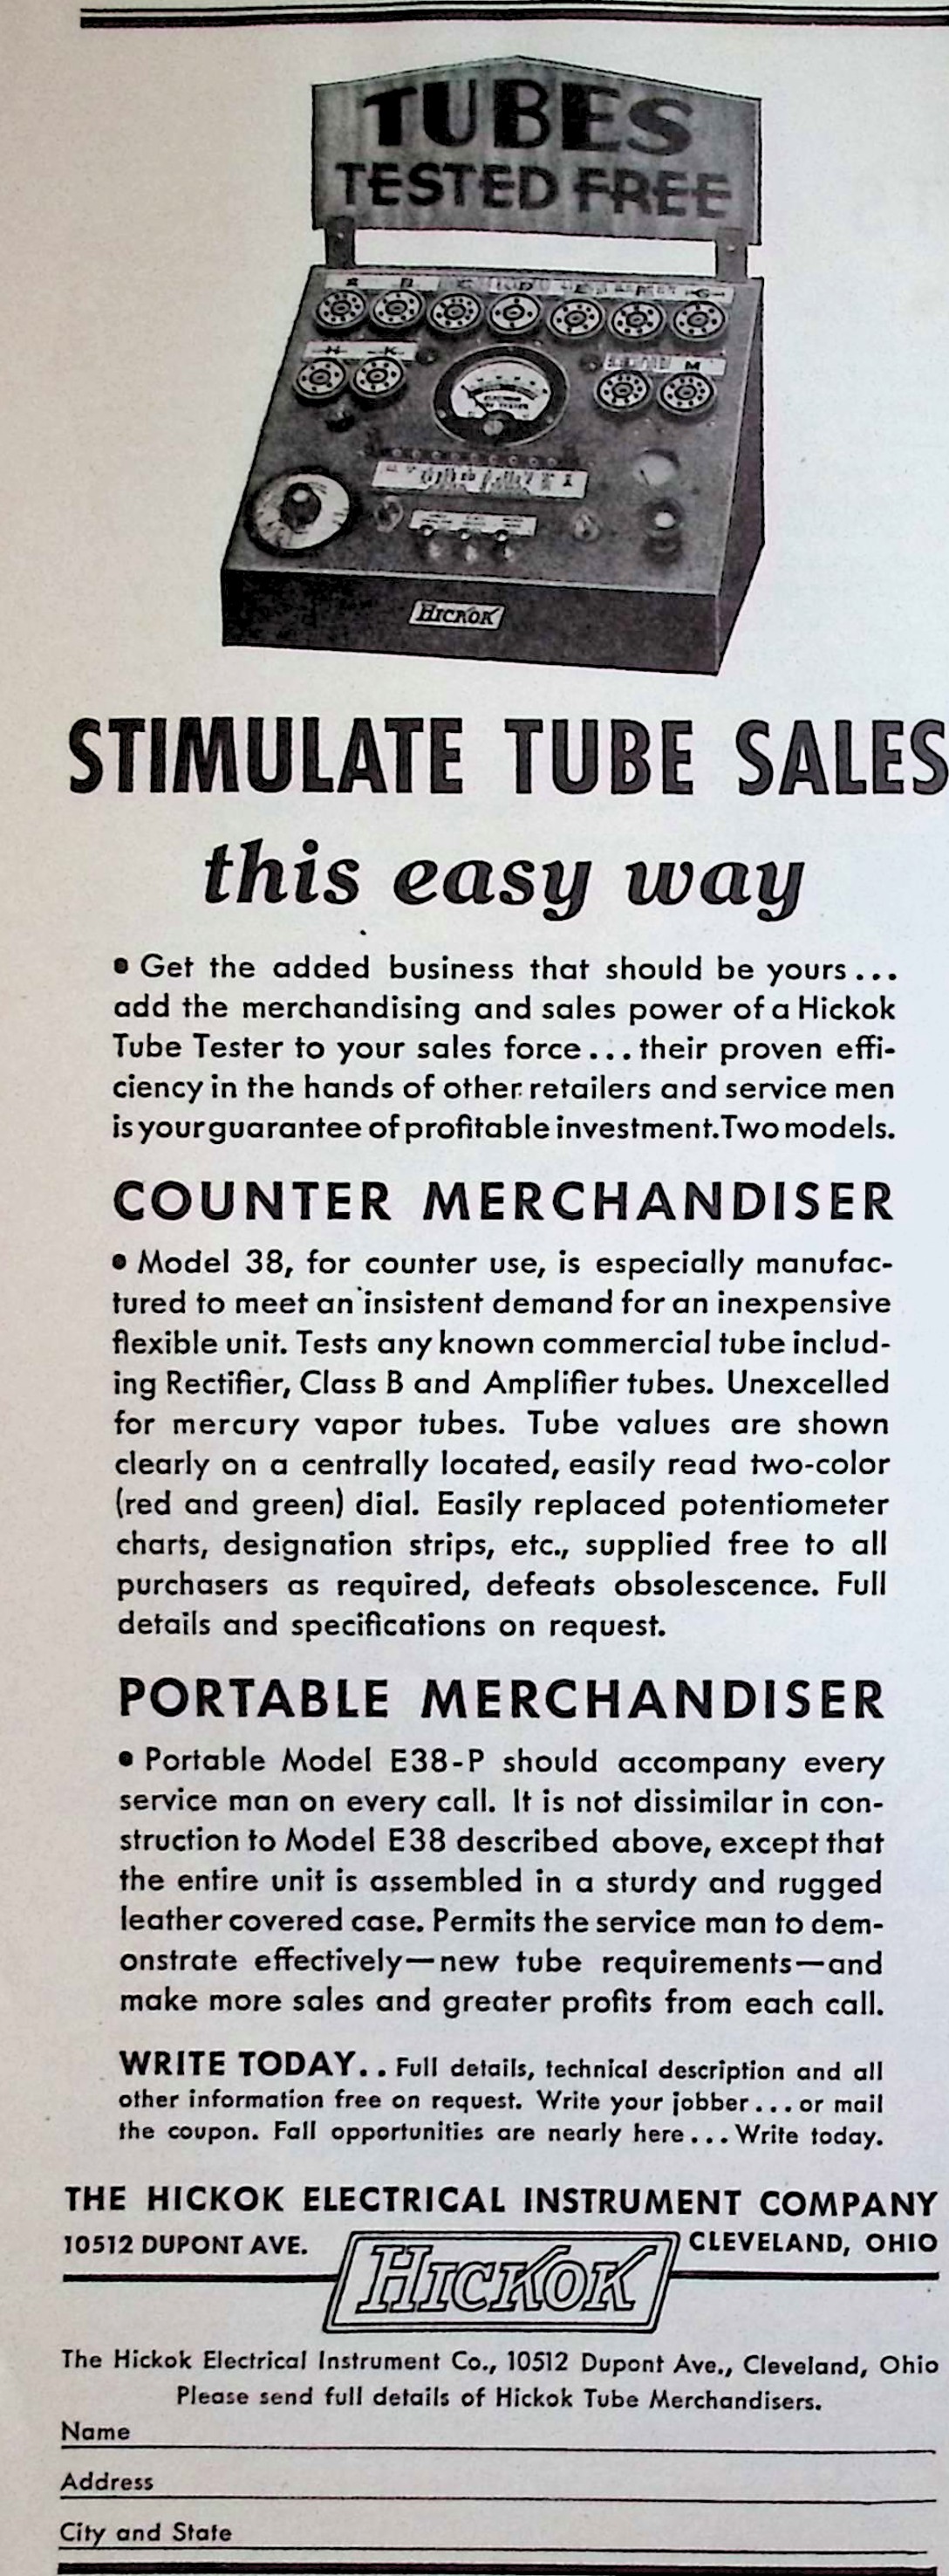 TUBES
TESTED FREE
H K
M
HICKOK
STIMULATE TUBE SALES
this easy way
• Get the added business that should be yours...
add the merchandising and sales power of a Hickok
Tube Tester to your sales force... their proven effi-
ciency in the hands of other retailers and service men
is your guarantee of profitable investment. Two models.
COUNTER MERCHANDISER
• Model 38, for counter use, is especially manufac-
tured to meet an insistent demand for an inexpensive
flexible unit. Tests any known commercial tube includ-
ing Rectifier, Class B and Amplifier tubes. Unexcelled
for mercury vapor tubes. Tube values are shown
clearly on a centrally located, easily read two-color
(red and green) dial. Easily replaced potentiometer
charts, designation strips, etc., supplied free to all
purchasers as required, defeats obsolescence. Full
details and specifications on request.
PORTABLE MERCHANDISER
• Portable Model E38-P should accompany every
service man on every call. It is not dissimilar in con-
struction to Model E38 described above, except that
the entire unit is assembled in a sturdy and rugged
leather covered case. Permits the service man to dem-
onstrate effectively—new tube requirements—and
make more sales and greater profits from each call.
WRITE TODAY.. Full details, technical description and all
other information free on request. Write your jobber... or mail
the coupon. Fall opportunities are nearly here... Write today.
THE HICKOK ELECTRICAL INSTRUMENT COMPANY
10512 DUPONT AVE. CLEVELAND, OHIO
HICKOK
The Hickok Electrical Instrument Co., 10512 Dupont Ave., Cleveland, Ohio
Please send full details of Hickok Tube Merchandisers.
Name
Address
City and State